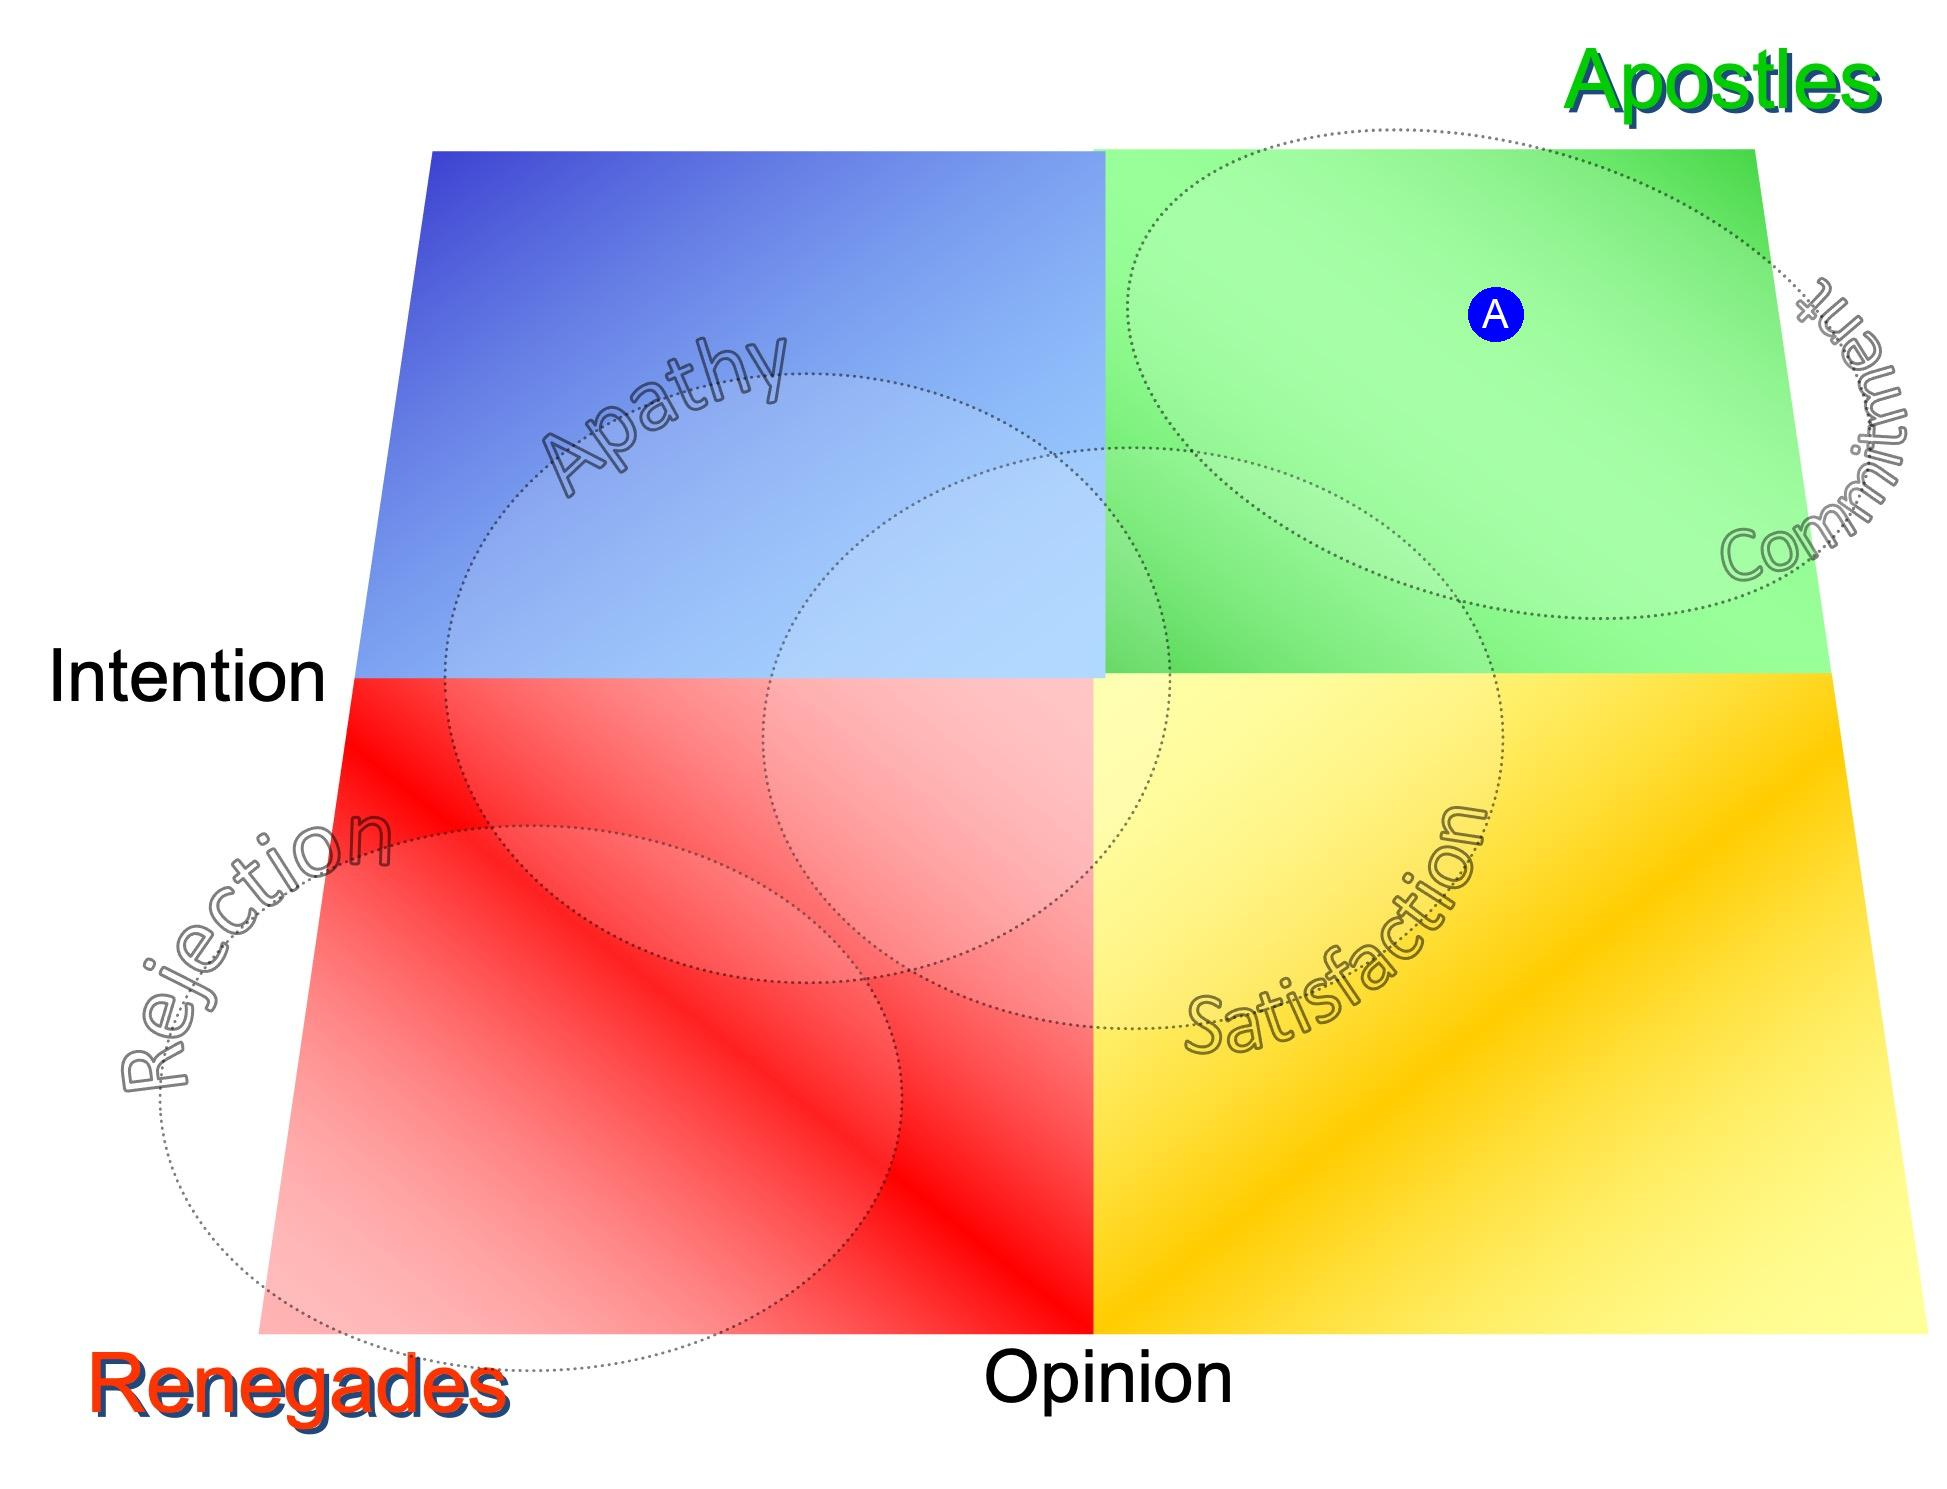 Apostles
A
Apathy
Commitment
Intention
Rejection
Satisfaction
Opinion
Renegades